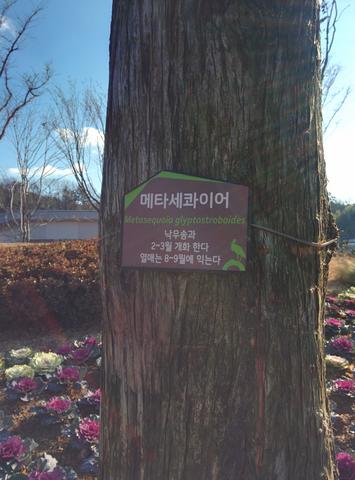 메타세콰이어
Metasequoia glyptostroboides
낙우송과
2-3월 개화 한다
열매는 8-9월에 익는다